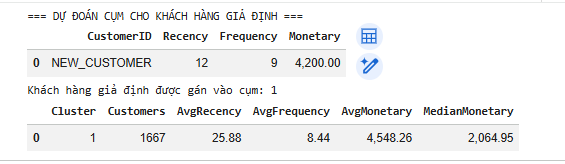 === DỰ ĐOÁN CỤM CHO KHÁCH HÀNG GIẢ ĐỊNH ===
CustomerID Recency Frequency Monetary
0 NEW_CUSTOMER 12 9 4,200.00
Khách hàng giả định được gán vào cụm: 1
Cluster Customers AvgRecency AvgFrequency AvgMonetary MedianMonetary
0 1 1667 25.88 8.44 4,548.26 2,064.95